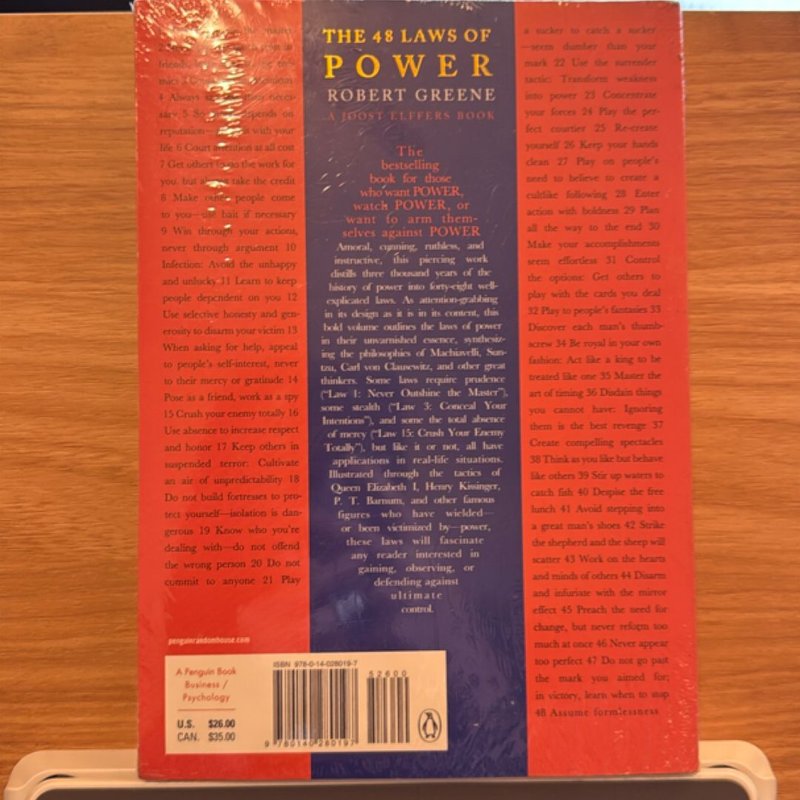 the master
2
friends,
mies 3
4 Always neces-
sary 5 So depends on
reputation— it with your
life 6 Court attention at all cost
7 Get others to do the work for
you, but always take the credit
8 Make other people come
to you—use bait if necessary
9 Win through your actions,
never through argument 10
Infection: Avoid the unhappy
and unlucky 11 Learn to keep
people dependent on you 12
Use selective honesty and gen-
erosity to disarm your victim 13
When asking for help, appeal
to people's self-interest, never
to their mercy or gratitude 14
Pose as a friend, work as a spy
15 Crush your enemy totally 16
Use absence to increase respect
and honor 17 Keep others in
suspended terror: Cultivate
an air of unpredictability 18
Do not build fortresses to pro-
tect yourself—isolation is dan-
gerous 19 Know who you're
dealing with—do not offend
the wrong person 20 Do not
commit to anyone 21 Play
penguinrandomhouse.com
A Penguin Book
Business /
Psychology
U.S. $26.00
CAN. $35.00
ISBN 978-0-14-028019-7
52600
9 780140 280197
THE 48 LAWS OF
POWER
ROBERT GREENE
A JOOST ELFFERS BOOK
The
bestselling
book for those
who want POWER,
watch POWER, or
want to arm them-
selves against POWER
Amoral, cunning, ruthless, and
instructive, this piercing work
distills three thousand years of the
history of power into forty-eight well-
explicated laws. As attention-grabbing
in its design as it is in its content, this
bold volume outlines the laws of power
in their unvarnished essence, synthesiz-
ing the philosophies of Machiavelli, Sun-
tzu, Carl von Clausewitz, and other great
thinkers. Some laws require prudence
("Law 1: Never Outshine the Master"),
some stealth ("Law 3: Conceal Your
Intentions"), and some the total absence
of mercy ("Law 15: Crush Your Enemy
Totally"), but like it or not, all have
applications in real-life situations.
Illustrated through the tactics of
Queen Elizabeth I, Henry Kissinger,
P. T. Barnum, and other famous
figures who have wielded—
or been victimized by—power,
these laws will fascinate
any reader interested in
gaining, observing, or
defending against
ultimate
control.
a sucker to catch a sucker
—seem dumber than your
mark 22 Use the surrender
tactic: Transform weakness
into power 23 Concentrate
your forces 24 Play the per-
fect courtier 25 Re-create
yourself 26 Keep your hands
clean 27 Play on people's
need to believe to create a
cultlike following 28 Enter
action with boldness 29 Plan
all the way to the end 30
Make your accomplishments
seem effortless 31 Control
the options: Get others to
play with the cards you deal
32 Play to people's fantasies 33
Discover each man's thumb-
screw 34 Be royal in your own
fashion: Act like a king to be
treated like one 35 Master the
art of timing 36 Disdain things
you cannot have: Ignoring
them is the best revenge 37
Create compelling spectacles
38 Think as you like but behave
like others 39 Stir up waters to
catch fish 40 Despise the free
lunch 41 Avoid stepping into
a great man's shoes 42 Strike
the shepherd and the sheep will
scatter 43 Work on the hearts
and minds of others 44 Disarm
and infuriate with the mirror
effect 45 Preach the need for
change, but never reform too
much at once 46 Never appear
too perfect 47 Do not go past
the mark you aimed for;
in victory, learn when to stop
48 Assume formlessness